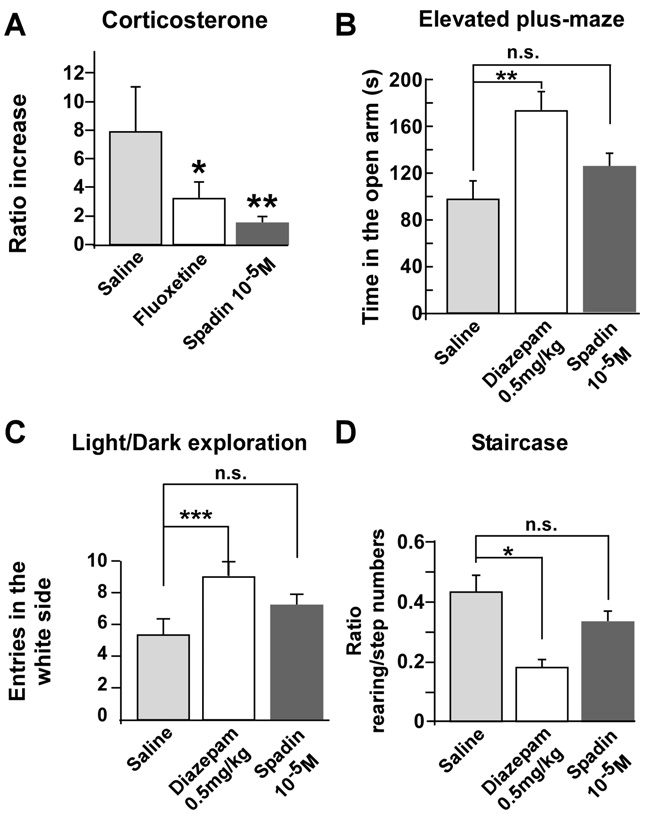 A
Corticosterone
Ratio increase
12
10
8
6
4
2
0
*
**
Saline
Fluoxetine
Spadin 10-5M
B
Elevated plus-maze
n.s.
**
Time in the open arm (s)
200
160
120
80
40
0
Saline
Diazepam
0.5mg/kg
Spadin
10-5M
C
Light/Dark exploration
n.s.
***
Entries in the
white side
10
8
6
4
2
0
Saline
Diazepam
0.5mg/kg
Spadin
10-5M
D
Staircase
n.s.
*
Ratio
rearing/step numbers
0.6
0.4
0.2
0
Saline
Diazepam
0.5mg/kg
Spadin
10-5M